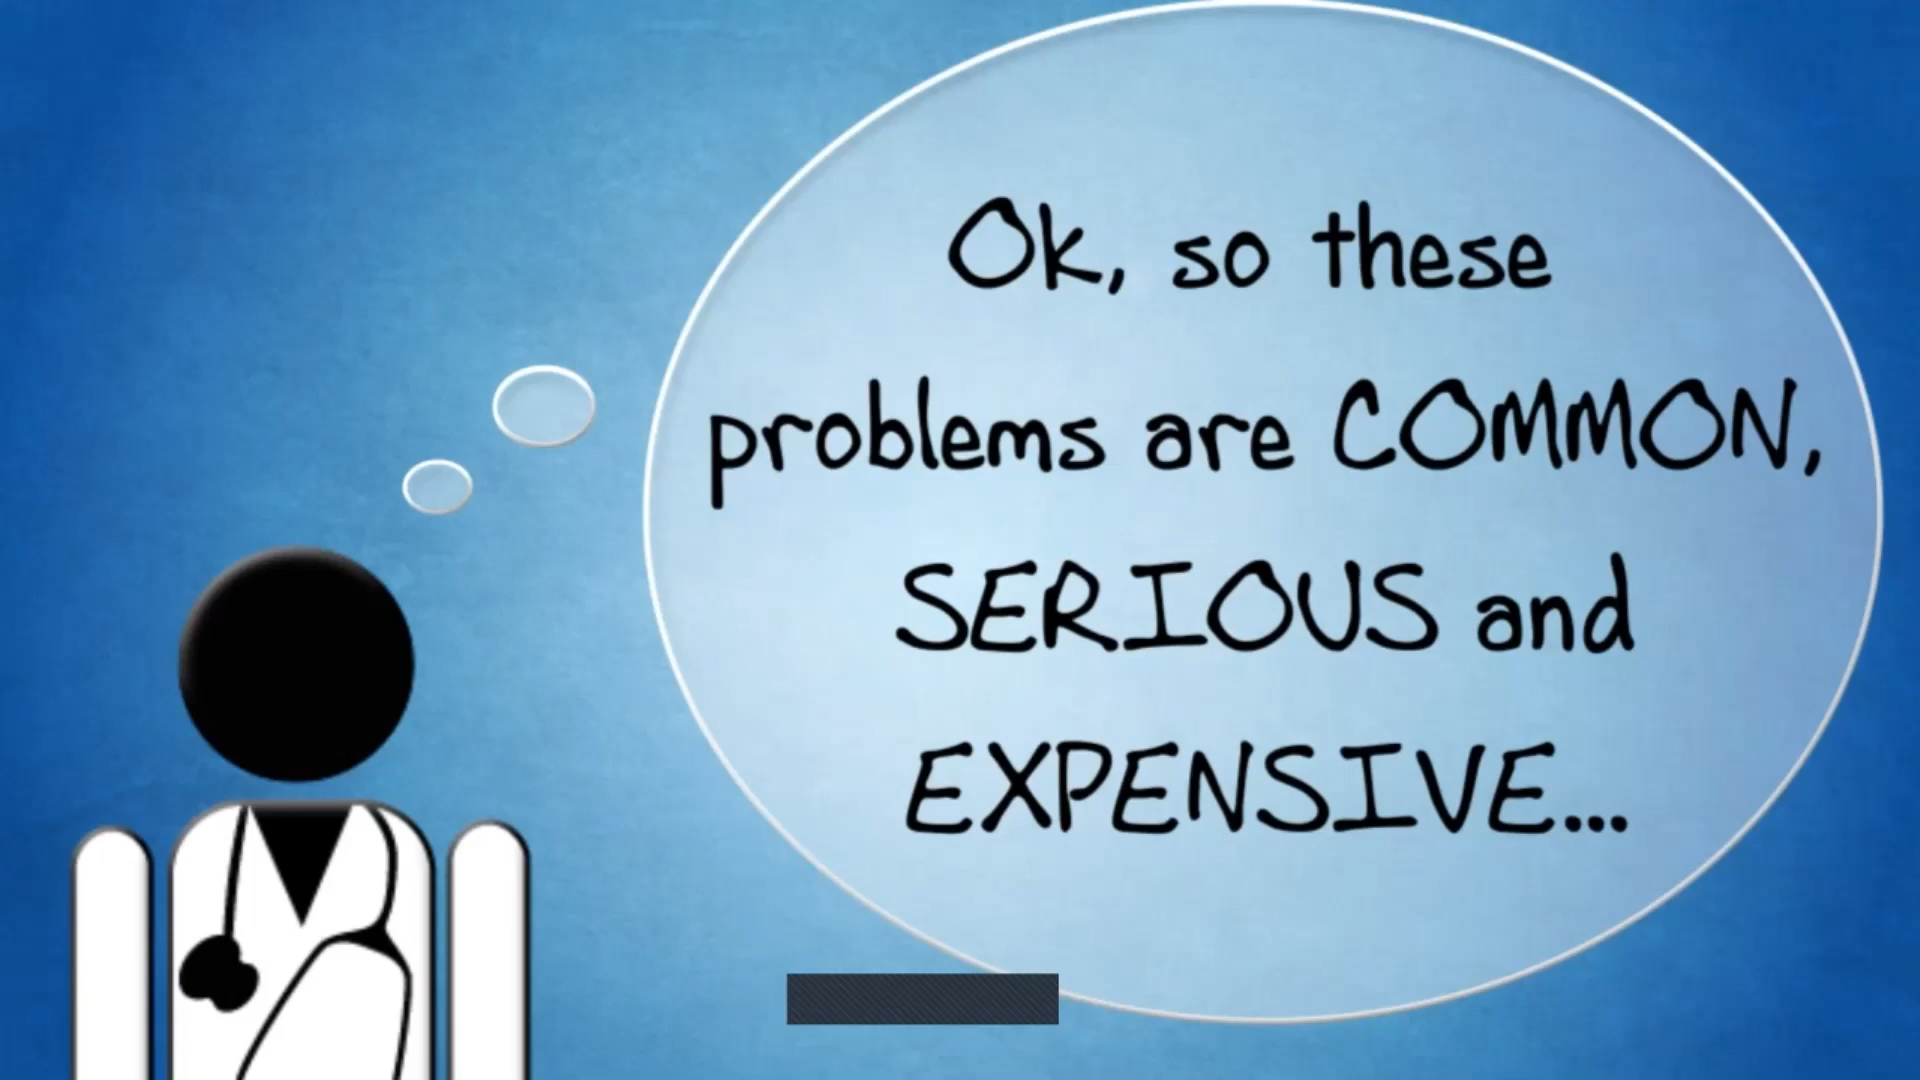 Ok, so these
problems are COMMON,
SERIOUS and
EXPENSIVE...